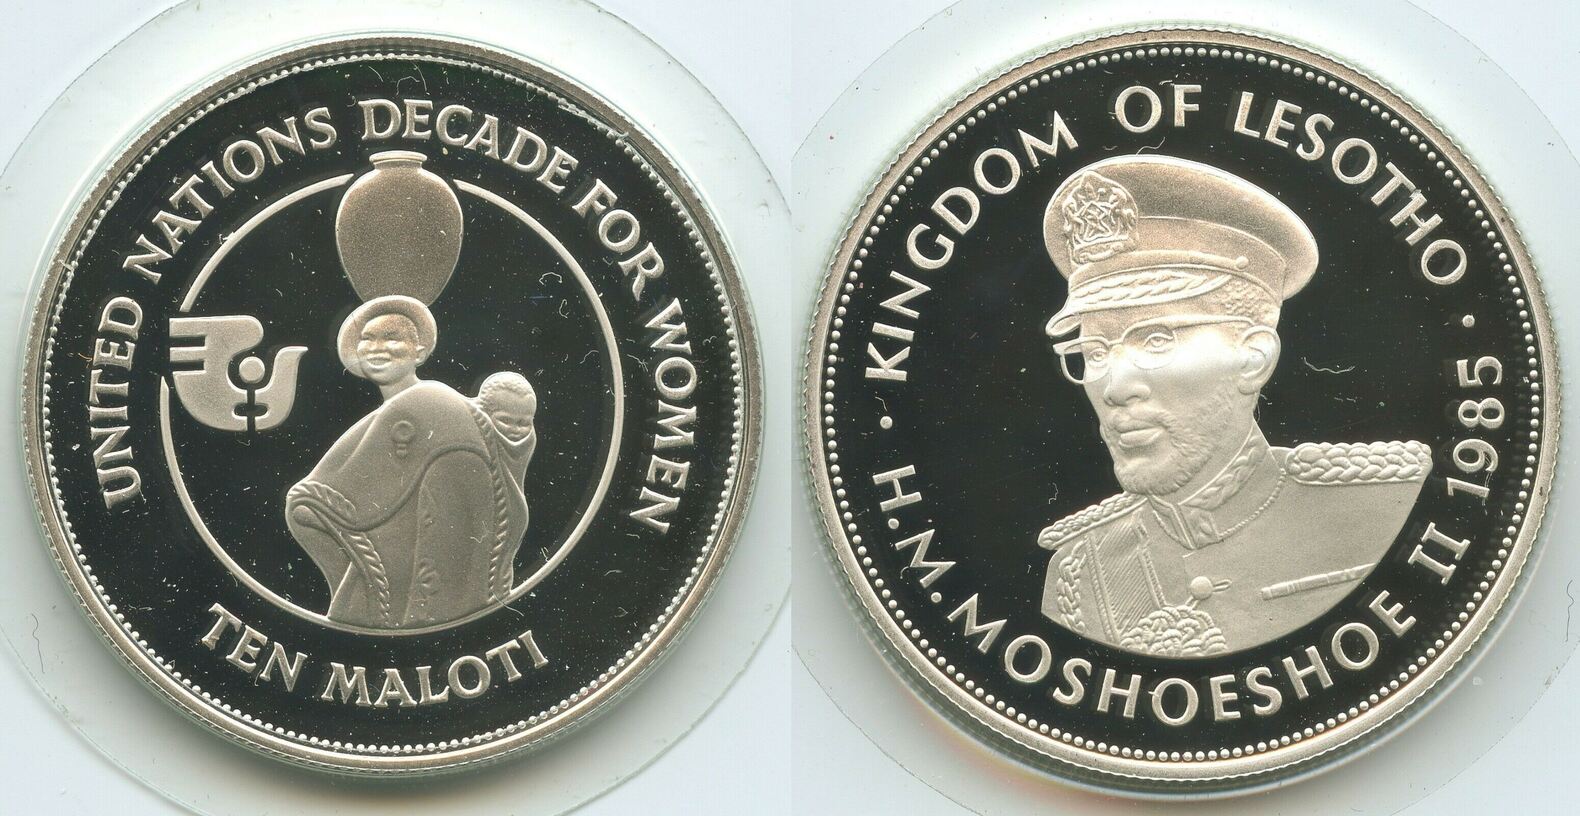 UNITED NATIONS DECADE FOR WOMEN
TEN MALOTI
· KINGDOM OF LESOTHO ·
H.M. MOSHOESHOE II 1985